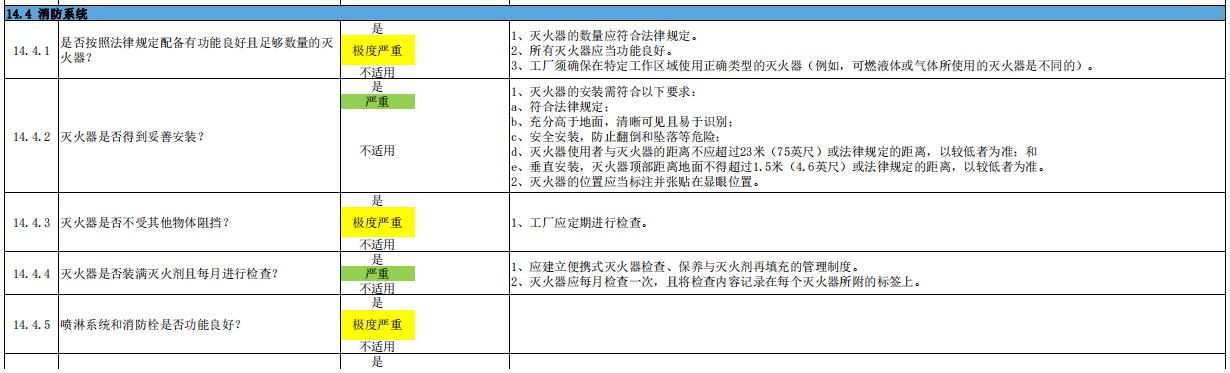 14.4 消防系统
14.4.1
是否按照法律规定配备有功能良好且足够数量的灭
火器？
是
极度严重
不适用
1、灭火器的数量应符合法律规定。
2、所有灭火器应当功能良好。
3、工厂须确保在特定工作区域使用正确类型的灭火器（例如，可燃液体或气体所使用的灭火器是不同的）。
14.4.2
灭火器是否得到妥善安装？
是
严重
不适用
1、灭火器的安装需符合以下要求：
a、符合法律规定；
b、充分高于地面，清晰可见且易于识别；
c、安全安装，防止翻倒和坠落等危险；
d、灭火器使用者与灭火器的距离不应超过23米（75英尺）或法律规定的距离，以较低者为准；和
e、垂直安装，灭火器顶部距离地面不得超过1.5米（4.6英尺）或法律规定的距离，以较低者为准。
2、灭火器的位置应当标注并张贴在显眼位置。
14.4.3
灭火器是否不受其他物体阻挡？
是
极度严重
不适用
1、工厂应定期进行检查。
14.4.4
灭火器是否装满灭火剂且每月进行检查？
是
严重
不适用
1、应建立便携式灭火器检查、保养与灭火剂再填充的管理制度。
2、灭火器应每月检查一次，且将检查内容记录在每个灭火器所附的标签上。
14.4.5
喷淋系统和消防栓是否功能良好？
是
极度严重
不适用
是